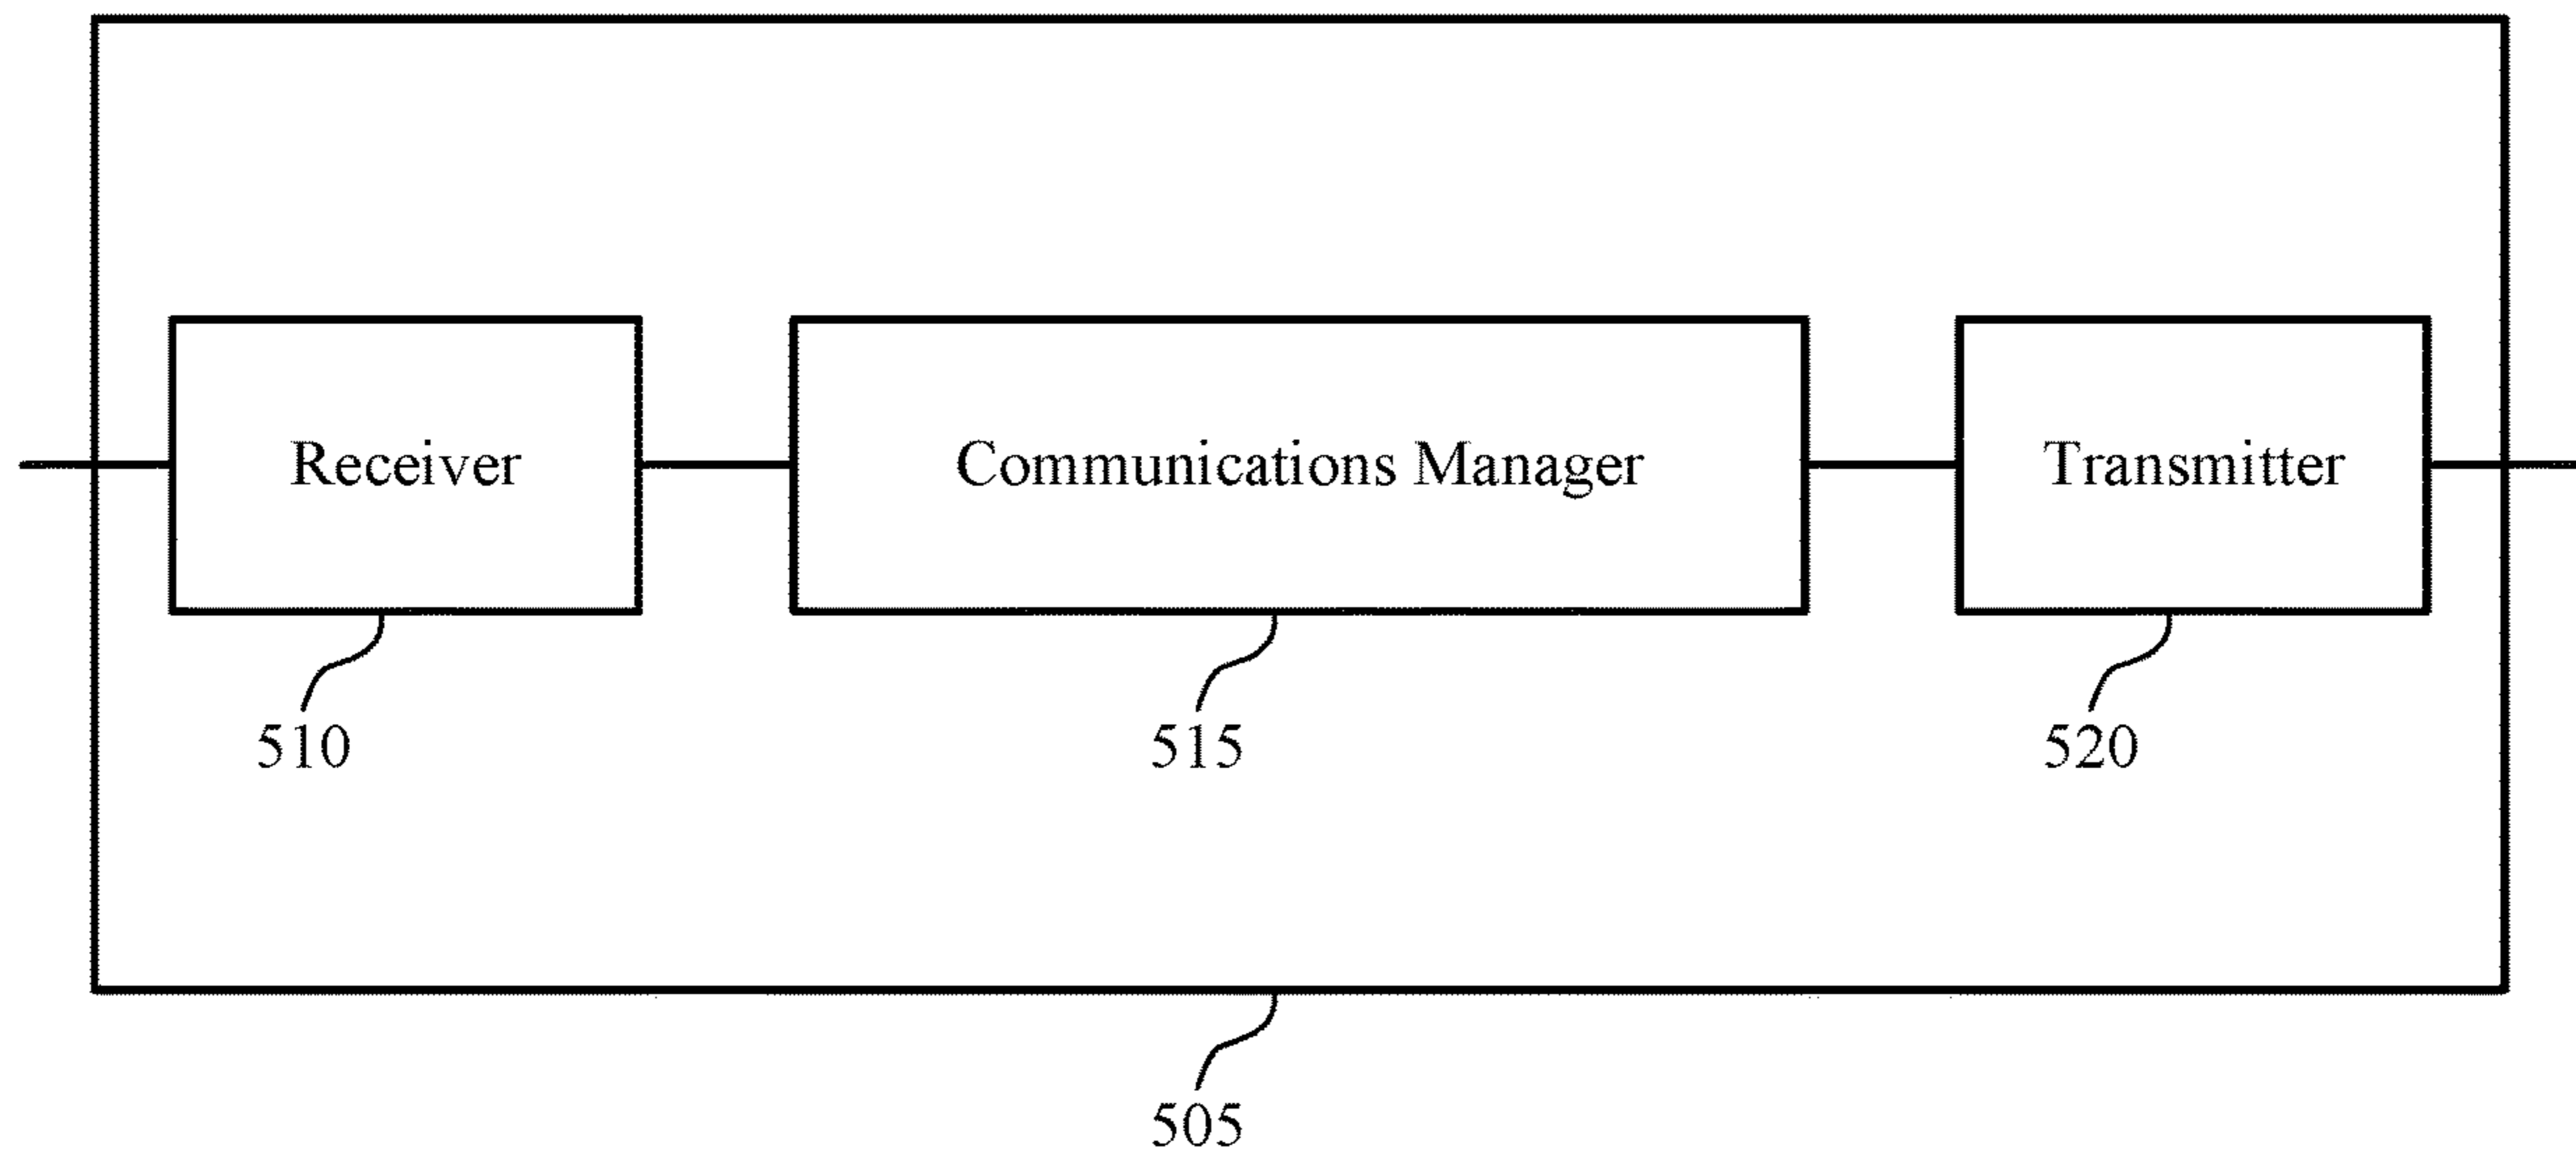 Receiver
Communications Manager
Transmitter
510
515
520
505